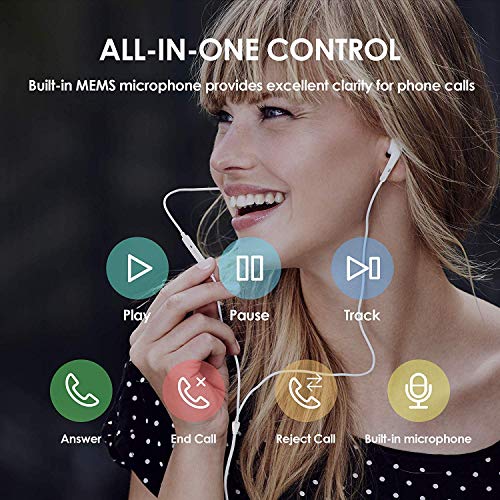 ALL-IN-ONE CONTROL
Built-in MEMS microphone provides excellent clarity for phone calls
Play
Pause
Track
Answer
End Call
Reject Call
Built-in microphone